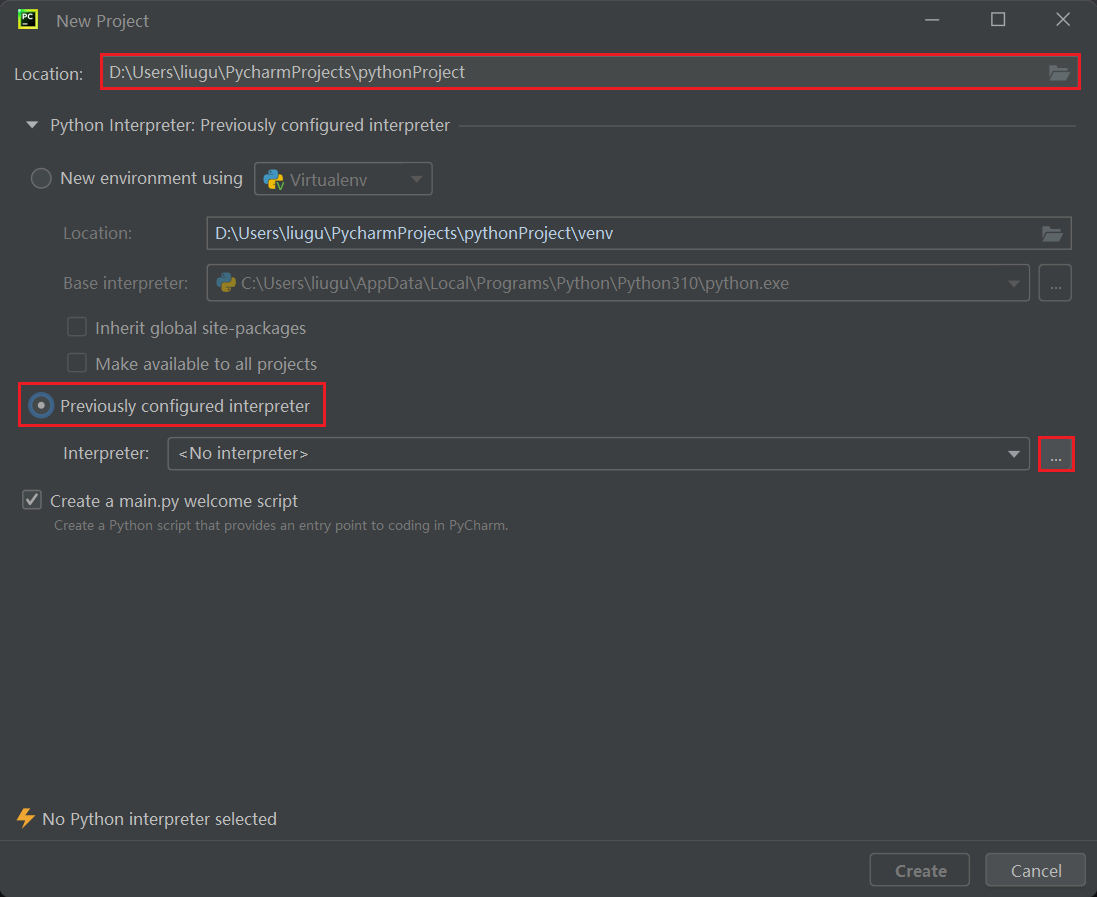 PC
New Project
Location: D:\Users\liugu\PycharmProjects\pythonProject
Python Interpreter: Previously configured interpreter
New environment using Virtualenv
Location: D:\Users\liugu\PycharmProjects\pythonProject\venv
Base interpreter: C:\Users\liugu\AppData\Local\Programs\Python\Python310\python.exe ...
Inherit global site-packages
Make available to all projects
Previously configured interpreter
Interpreter: <No interpreter> ...
Create a main.py welcome script
Create a Python script that provides an entry point to coding in PyCharm.
No Python interpreter selected
Create Cancel